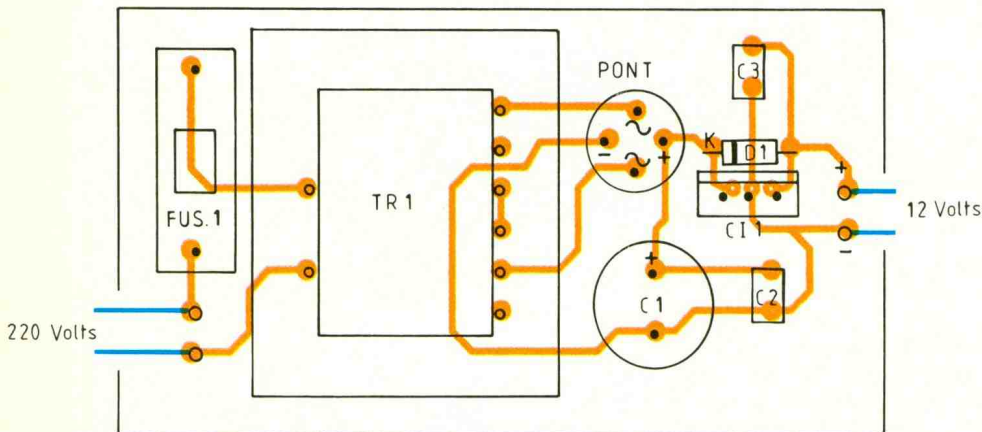 PONT
C3
K
D1
+
-
+
FUS.1
TR1
CI1
12 Volts
-
+
C1
C2
220 Volts